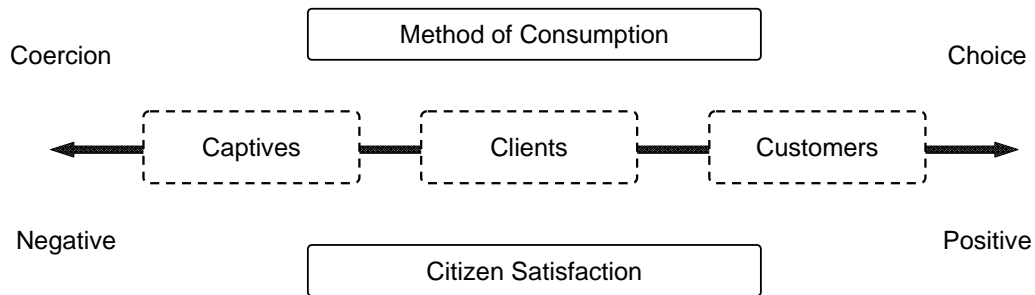 Method of Consumption
Coercion
Choice
Captives
Clients
Customers
Negative
Positive
Citizen Satisfaction